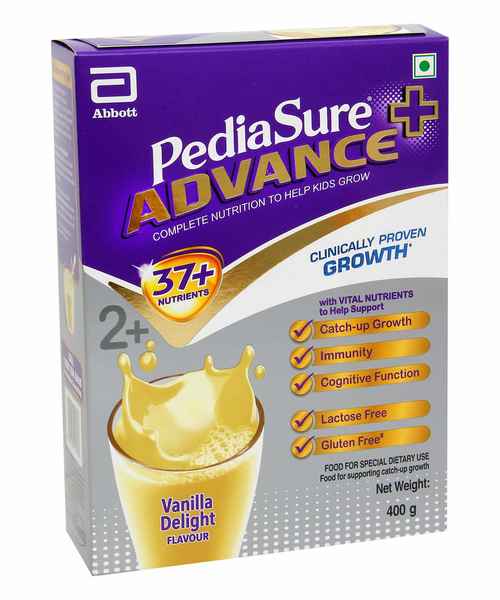 Abbott
PediaSure®
ADVANCE+
COMPLETE NUTRITION TO HELP KIDS GROW
37+
NUTRIENTS
CLINICALLY PROVEN
GROWTH*
2+
with VITAL NUTRIENTS
to Help Support
Catch-up Growth
Immunity
Cognitive Function
Lactose Free
Gluten Free¥
Vanilla
Delight
FLAVOUR
FOOD FOR SPECIAL DIETARY USE
Food for supporting catch-up growth
Net Weight:
400 g